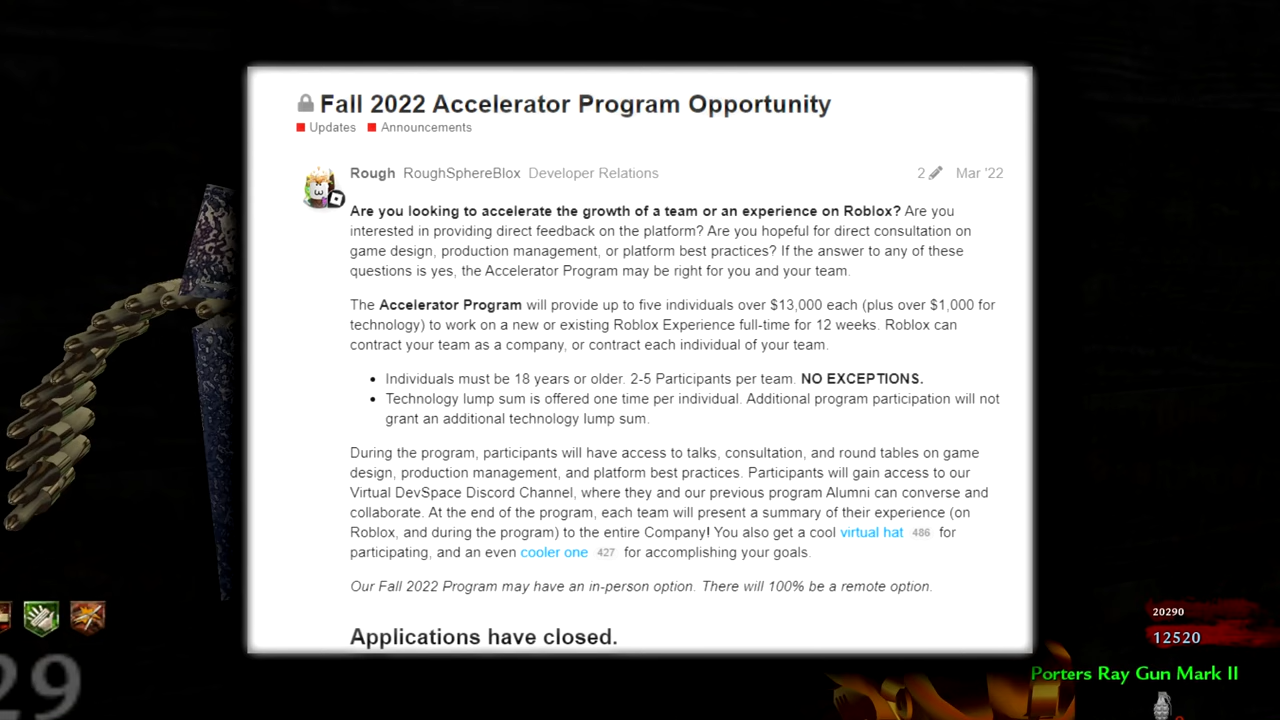 Fall 2022 Accelerator Program Opportunity
Updates Announcements
Rough RoughSphereBlox Developer Relations 2 Mar '22
Are you looking to accelerate the growth of a team or an experience on Roblox? Are you
interested in providing direct feedback on the platform? Are you hopeful for direct consultation on
game design, production management, or platform best practices? If the answer to any of these
questions is yes, the Accelerator Program may be right for you and your team.
The Accelerator Program will provide up to five individuals over $13,000 each (plus over $1,000 for
technology) to work on a new or existing Roblox Experience full-time for 12 weeks. Roblox can
contract your team as a company, or contract each individual of your team.
• Individuals must be 18 years or older. 2-5 Participants per team. NO EXCEPTIONS.
• Technology lump sum is offered one time per individual. Additional program participation will not
grant an additional technology lump sum.
During the program, participants will have access to talks, consultation, and round tables on game
design, production management, and platform best practices. Participants will gain access to our
Virtual DevSpace Discord Channel, where they and our previous program Alumni can converse and
collaborate. At the end of the program, each team will present a summary of their experience (on
Roblox, and during the program) to the entire Company! You also get a cool virtual hat 486 for
participating, and an even cooler one 427 for accomplishing your goals.
Our Fall 2022 Program may have an in-person option. There will 100% be a remote option.
Applications have closed.
29
20290
12520
Porters Ray Gun Mark II